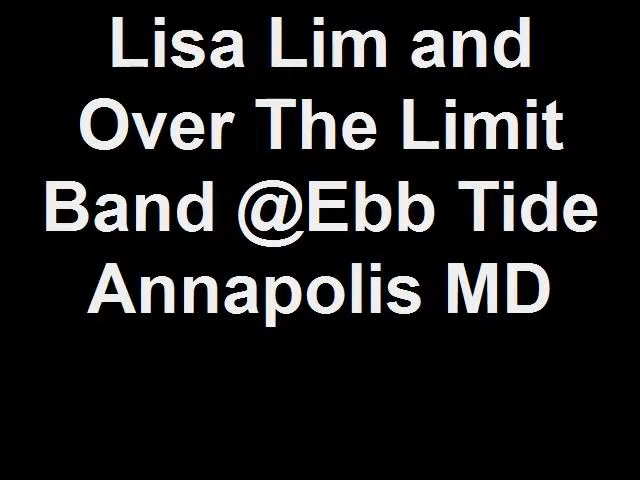 Lisa Lim and
Over The Limit
Band @Ebb Tide
Annapolis MD